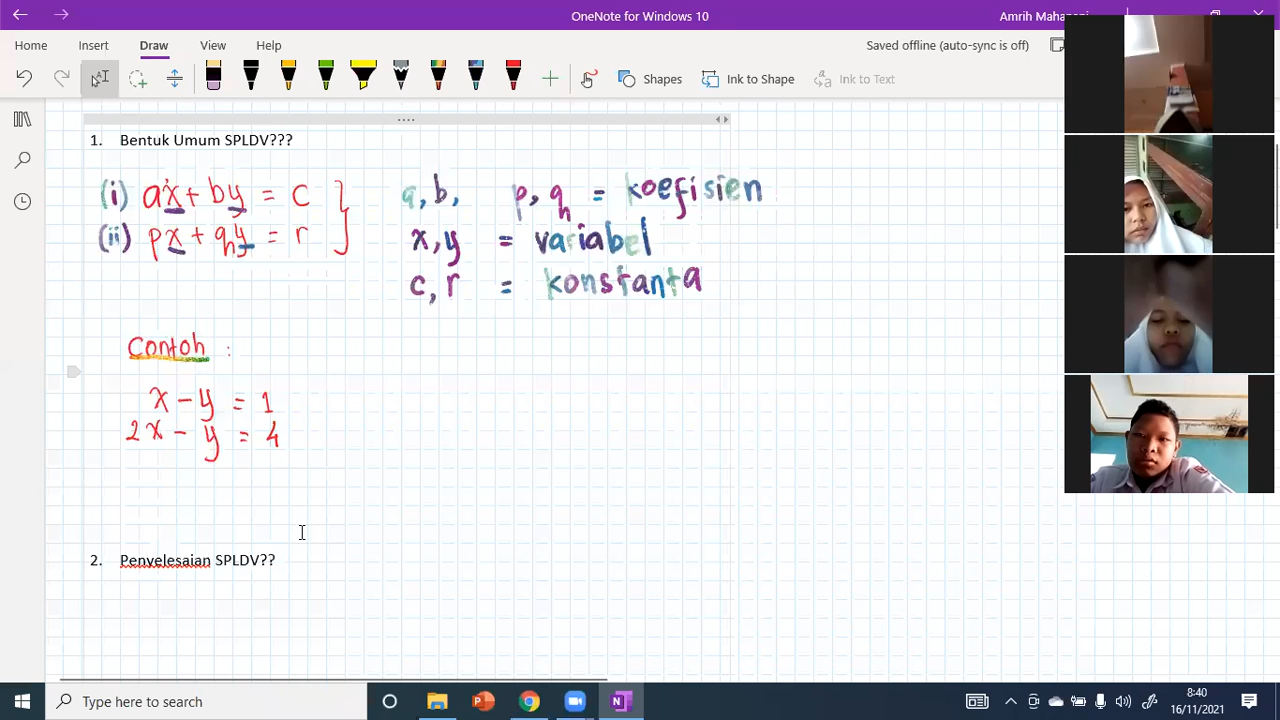 OneNote for Windows 10
Home Insert Draw View Help
Saved offline (auto-sync is off)
Shapes Ink to Shape Ink to Text
1. Bentuk Umum SPLDV???
(i) ax + by = c
(ii) px + qy = r
a, b, p, q = koefisien
x, y = variabel
c, r = konstanta
Contoh :
x - y = 1
2x - y = 4
2. Penyelesaian SPLDV??
Type here to search
8:40
16/11/2021